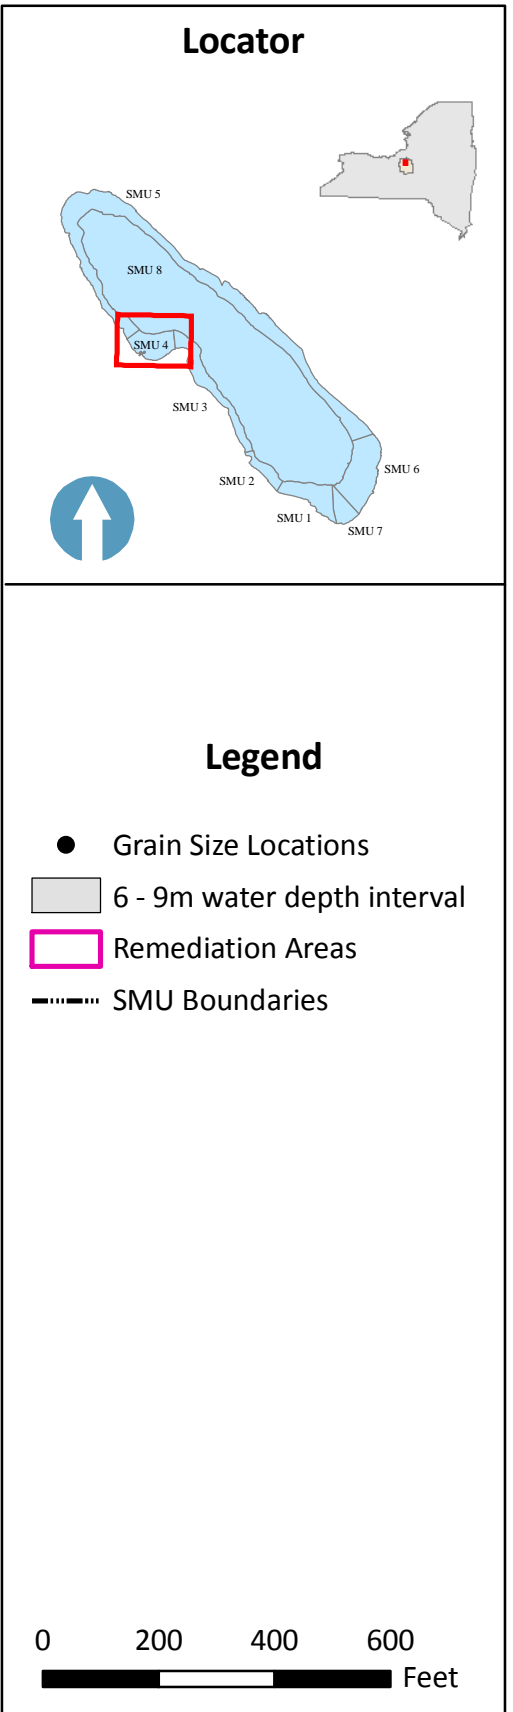 Locator
SMU 5
SMU 8
SMU 4
SMU 3
SMU 6
SMU 2
SMU 1
SMU 7
Legend
Grain Size Locations
6 - 9m water depth interval
Remediation Areas
SMU Boundaries
0 200 400 600
Feet